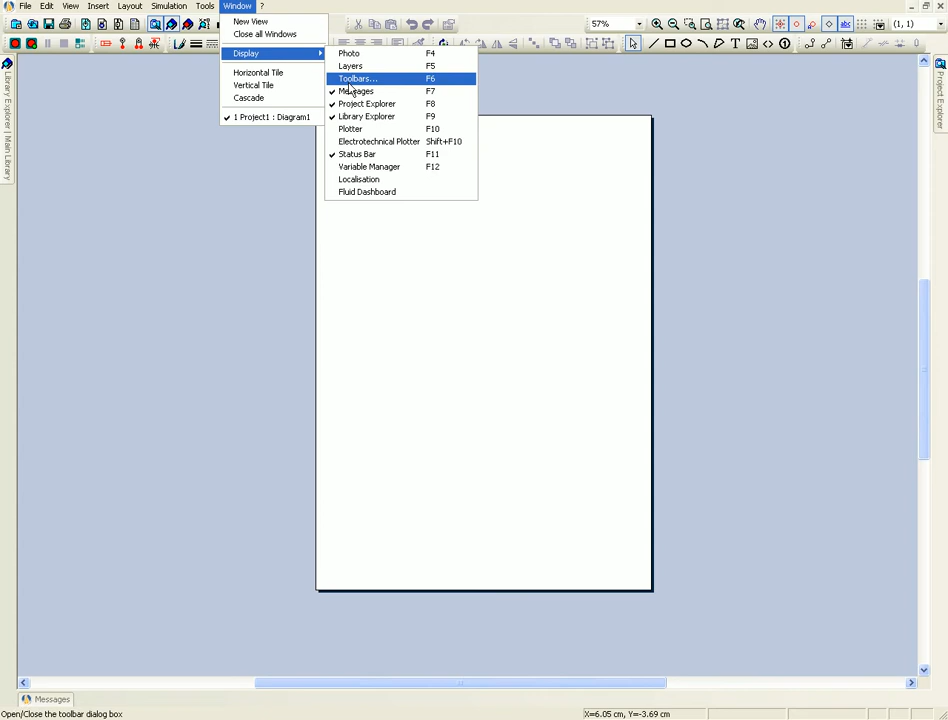 File Edit View Insert Layout Simulation Tools Window ?
57% (1, 1)
New View
Close all Windows
Display
Horizontal Tile
Vertical Tile
Cascade
1 Project1 : Diagram1
Photo F4
Layers F5
Toolbars... F6
Messages F7
Project Explorer F8
Library Explorer F9
Plotter F10
Electrotechnical Plotter Shift+F10
Status Bar F11
Variable Manager F12
Localisation
Fluid Dashboard
Library Explorer | Main Library
Project Explorer
Messages
Open/Close the toolbar dialog box X=6.05 cm, Y=-3.69 cm